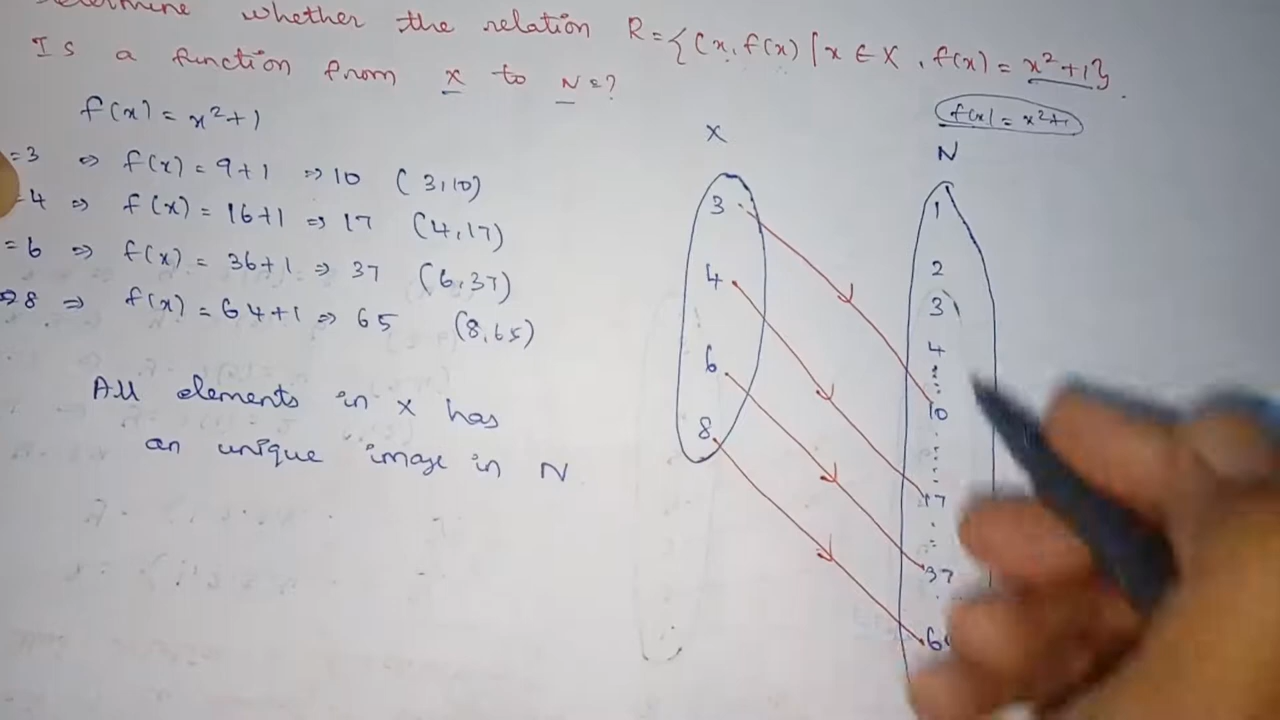 whether the relation R={(x,f(x) / x ∈ X , f(x) = x²+1}.
Is a function from x to N=?
f(x) = x²+1
f(x) = x²+1
=3 ⇒ f(x) = 9+1 ⇒ 10 (3,10)
=4 ⇒ f(x) = 16+1 ⇒ 17 (4,17)
=6 ⇒ f(x) = 36+1 ⇒ 37 (6,37)
⇒8 ⇒ f(x) = 64+1 ⇒ 65 (8,65)
All elements in x has
an unique image in N
X
3
4
6
8
N
1
2
3
4
10
17
37